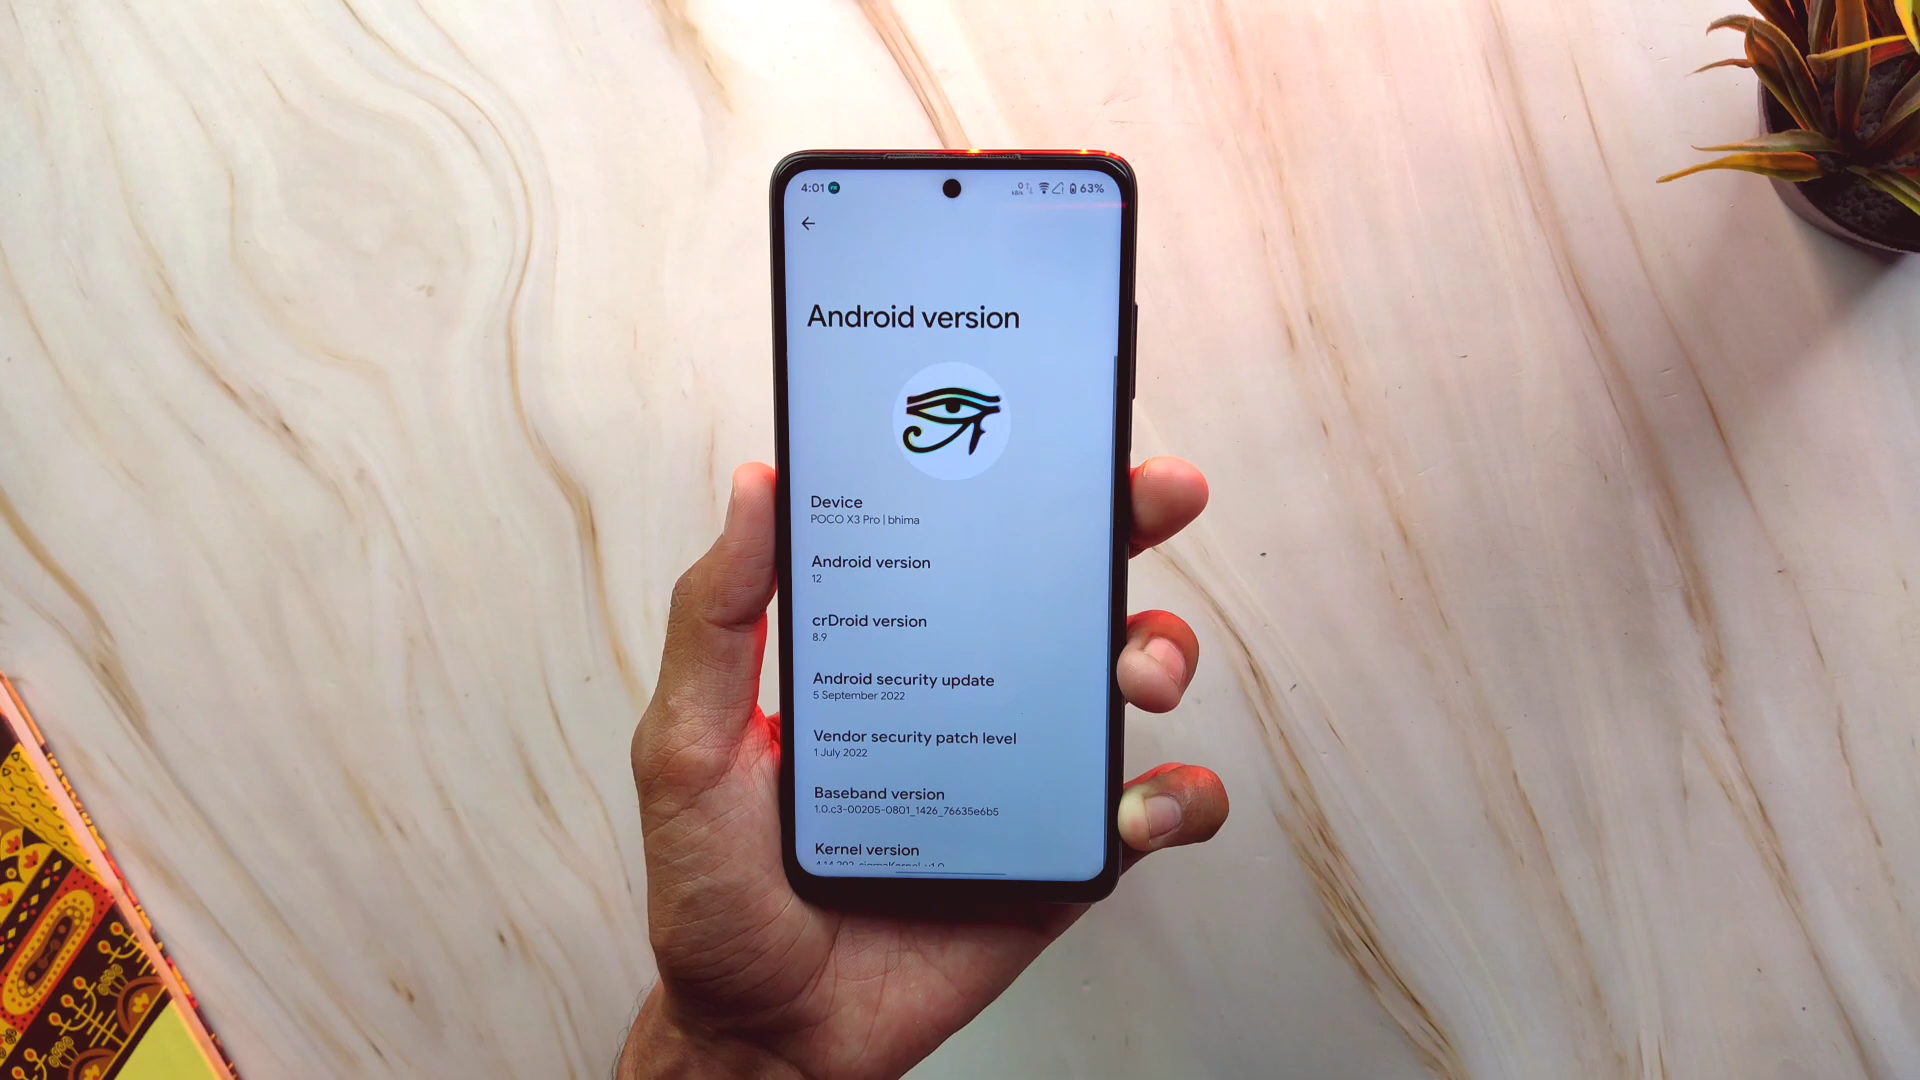 4:01 63%
Android version
Device
POCO X3 Pro | bhima
Android version
12
crDroid version
8.9
Android security update
5 September 2022
Vendor security patch level
1 July 2022
Baseband version
1.0.c3-00205-0801_1426_76635e6b5
Kernel version